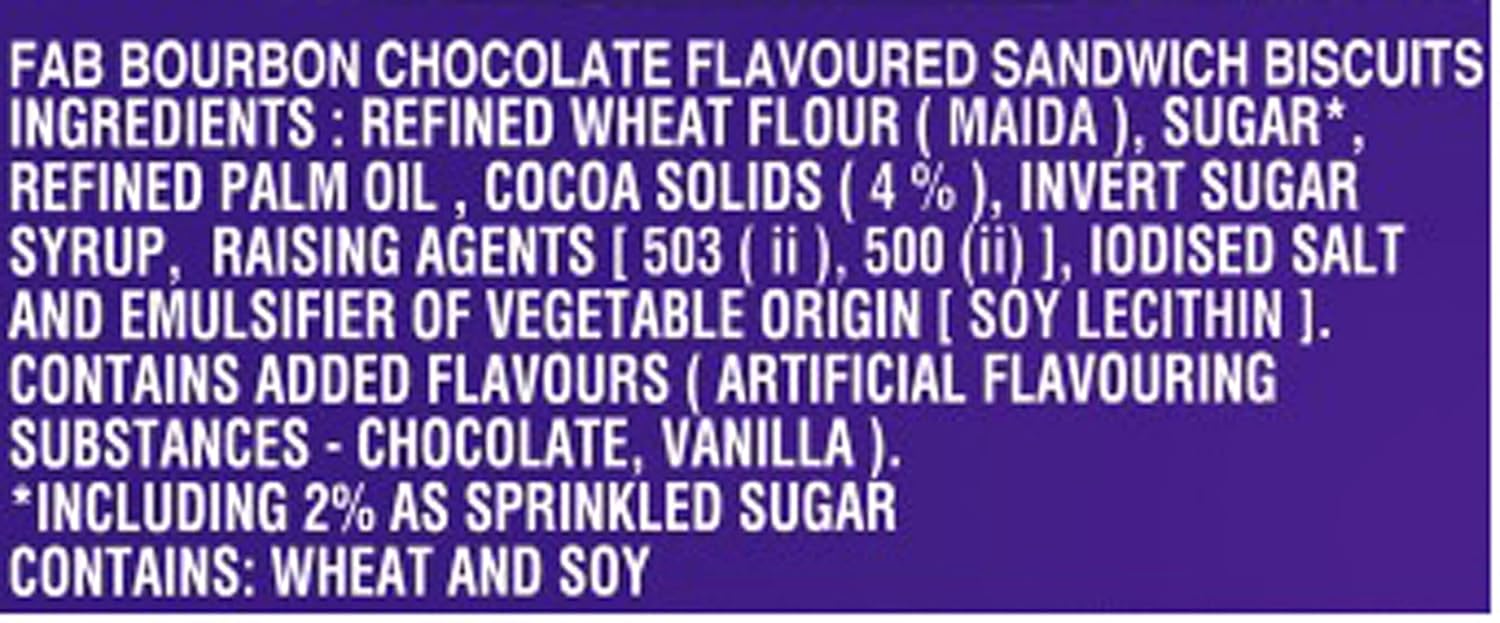 FAB BOURBON CHOCOLATE FLAVOURED SANDWICH BISCUITS
INGREDIENTS : REFINED WHEAT FLOUR ( MAIDA ), SUGAR*,
REFINED PALM OIL , COCOA SOLIDS ( 4 % ), INVERT SUGAR
SYRUP,  RAISING AGENTS [ 503 ( ii ), 500 (ii) ], IODISED SALT
AND EMULSIFIER OF VEGETABLE ORIGIN [ SOY LECITHIN ].
CONTAINS ADDED FLAVOURS ( ARTIFICIAL FLAVOURING
SUBSTANCES - CHOCOLATE, VANILLA ).
*INCLUDING 2% AS SPRINKLED SUGAR
CONTAINS: WHEAT AND SOY